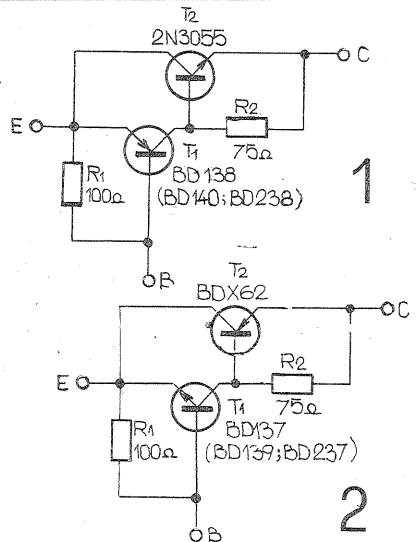 T2
2N3055
C
E
R2
75Ω
T1
R1
100Ω
BD138
(BD140; BD238)
B
1
T2
BDX62
C
E
R2
75Ω
T1
R1
100Ω
BD137
(BD139; BD237)
B
2